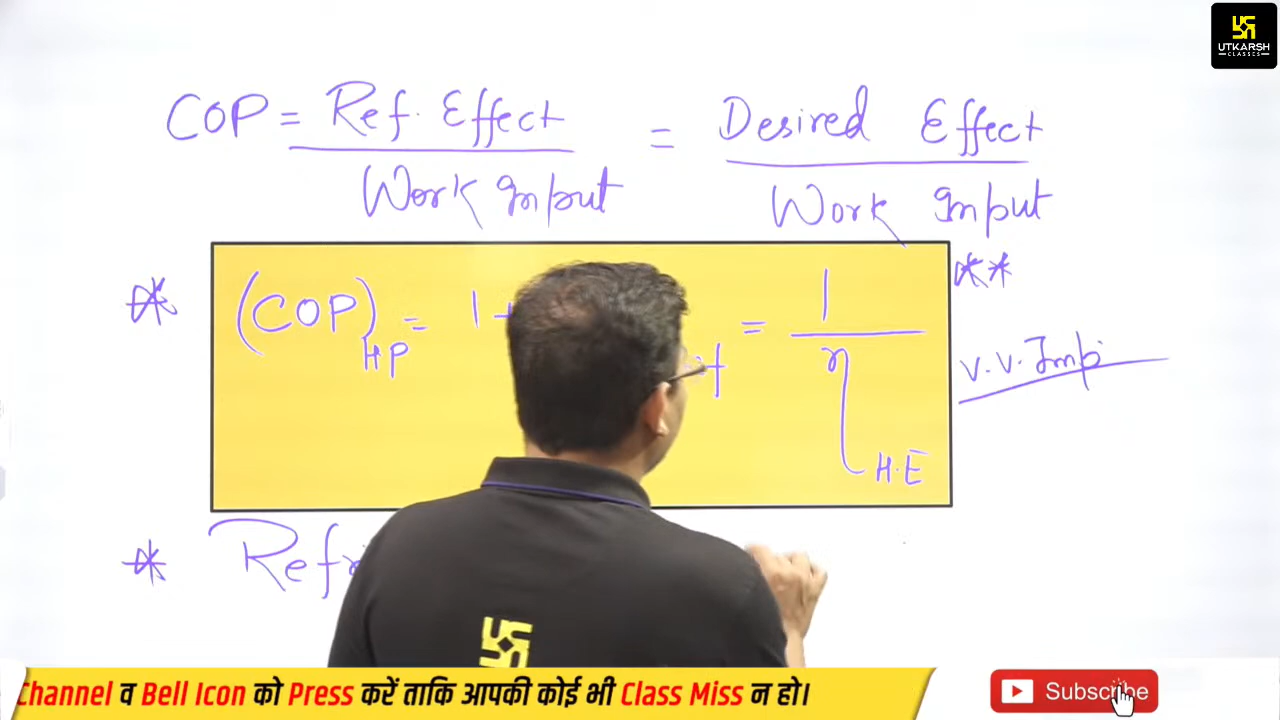 UTKARSH
CLASSES
COP = Ref. Effect / Work Input = Desired Effect / Work Input
* (COP)HP = 1+ = 1 / η H.E **
V.V. Imp
*
Channel व Bell Icon को Press करें ताकि आपकी कोई भी Class Miss न हो।
Subscribe